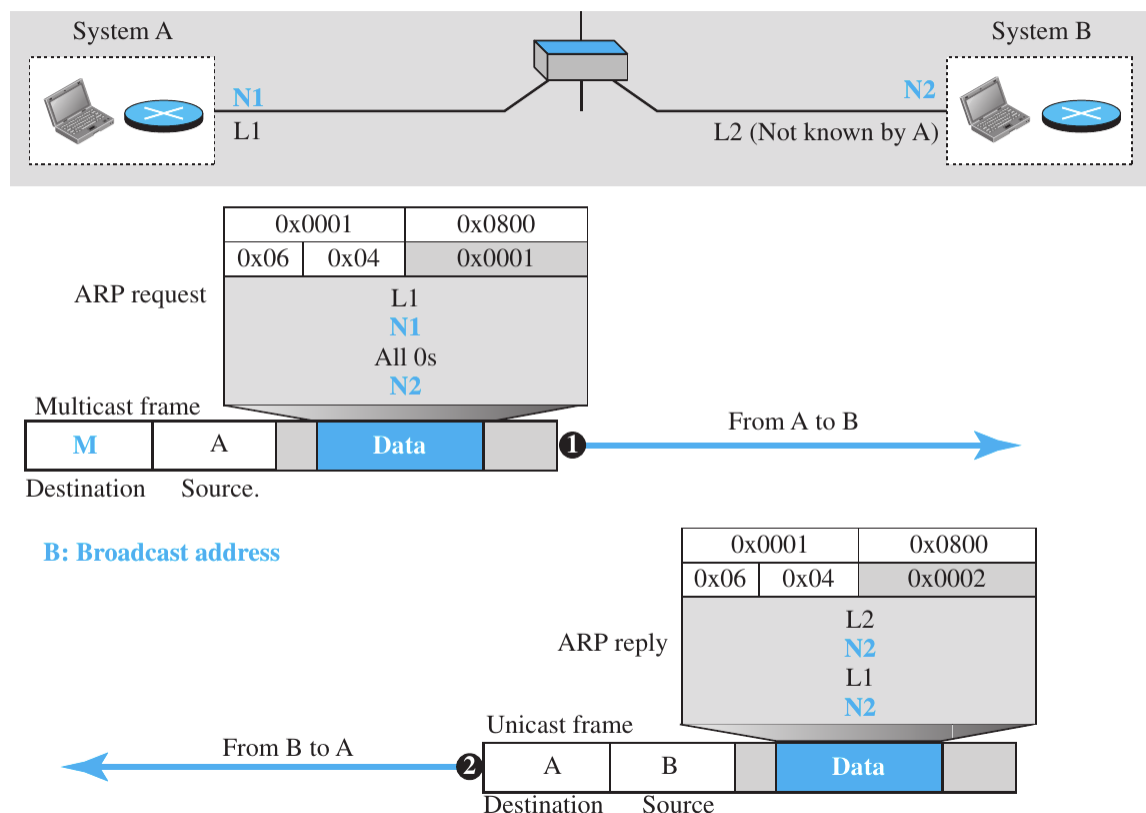 System A
System B
N1
L1
N2
L2 (Not known by A)
ARP request
0x0001 0x0800
0x06 0x04 0x0001
L1
N1
All 0s
N2
Multicast frame
M A Data
Destination Source.
1
From A to B
B: Broadcast address
ARP reply
0x0001 0x0800
0x06 0x04 0x0002
L2
N2
L1
N2
Unicast frame
From B to A
2
A B Data
Destination Source